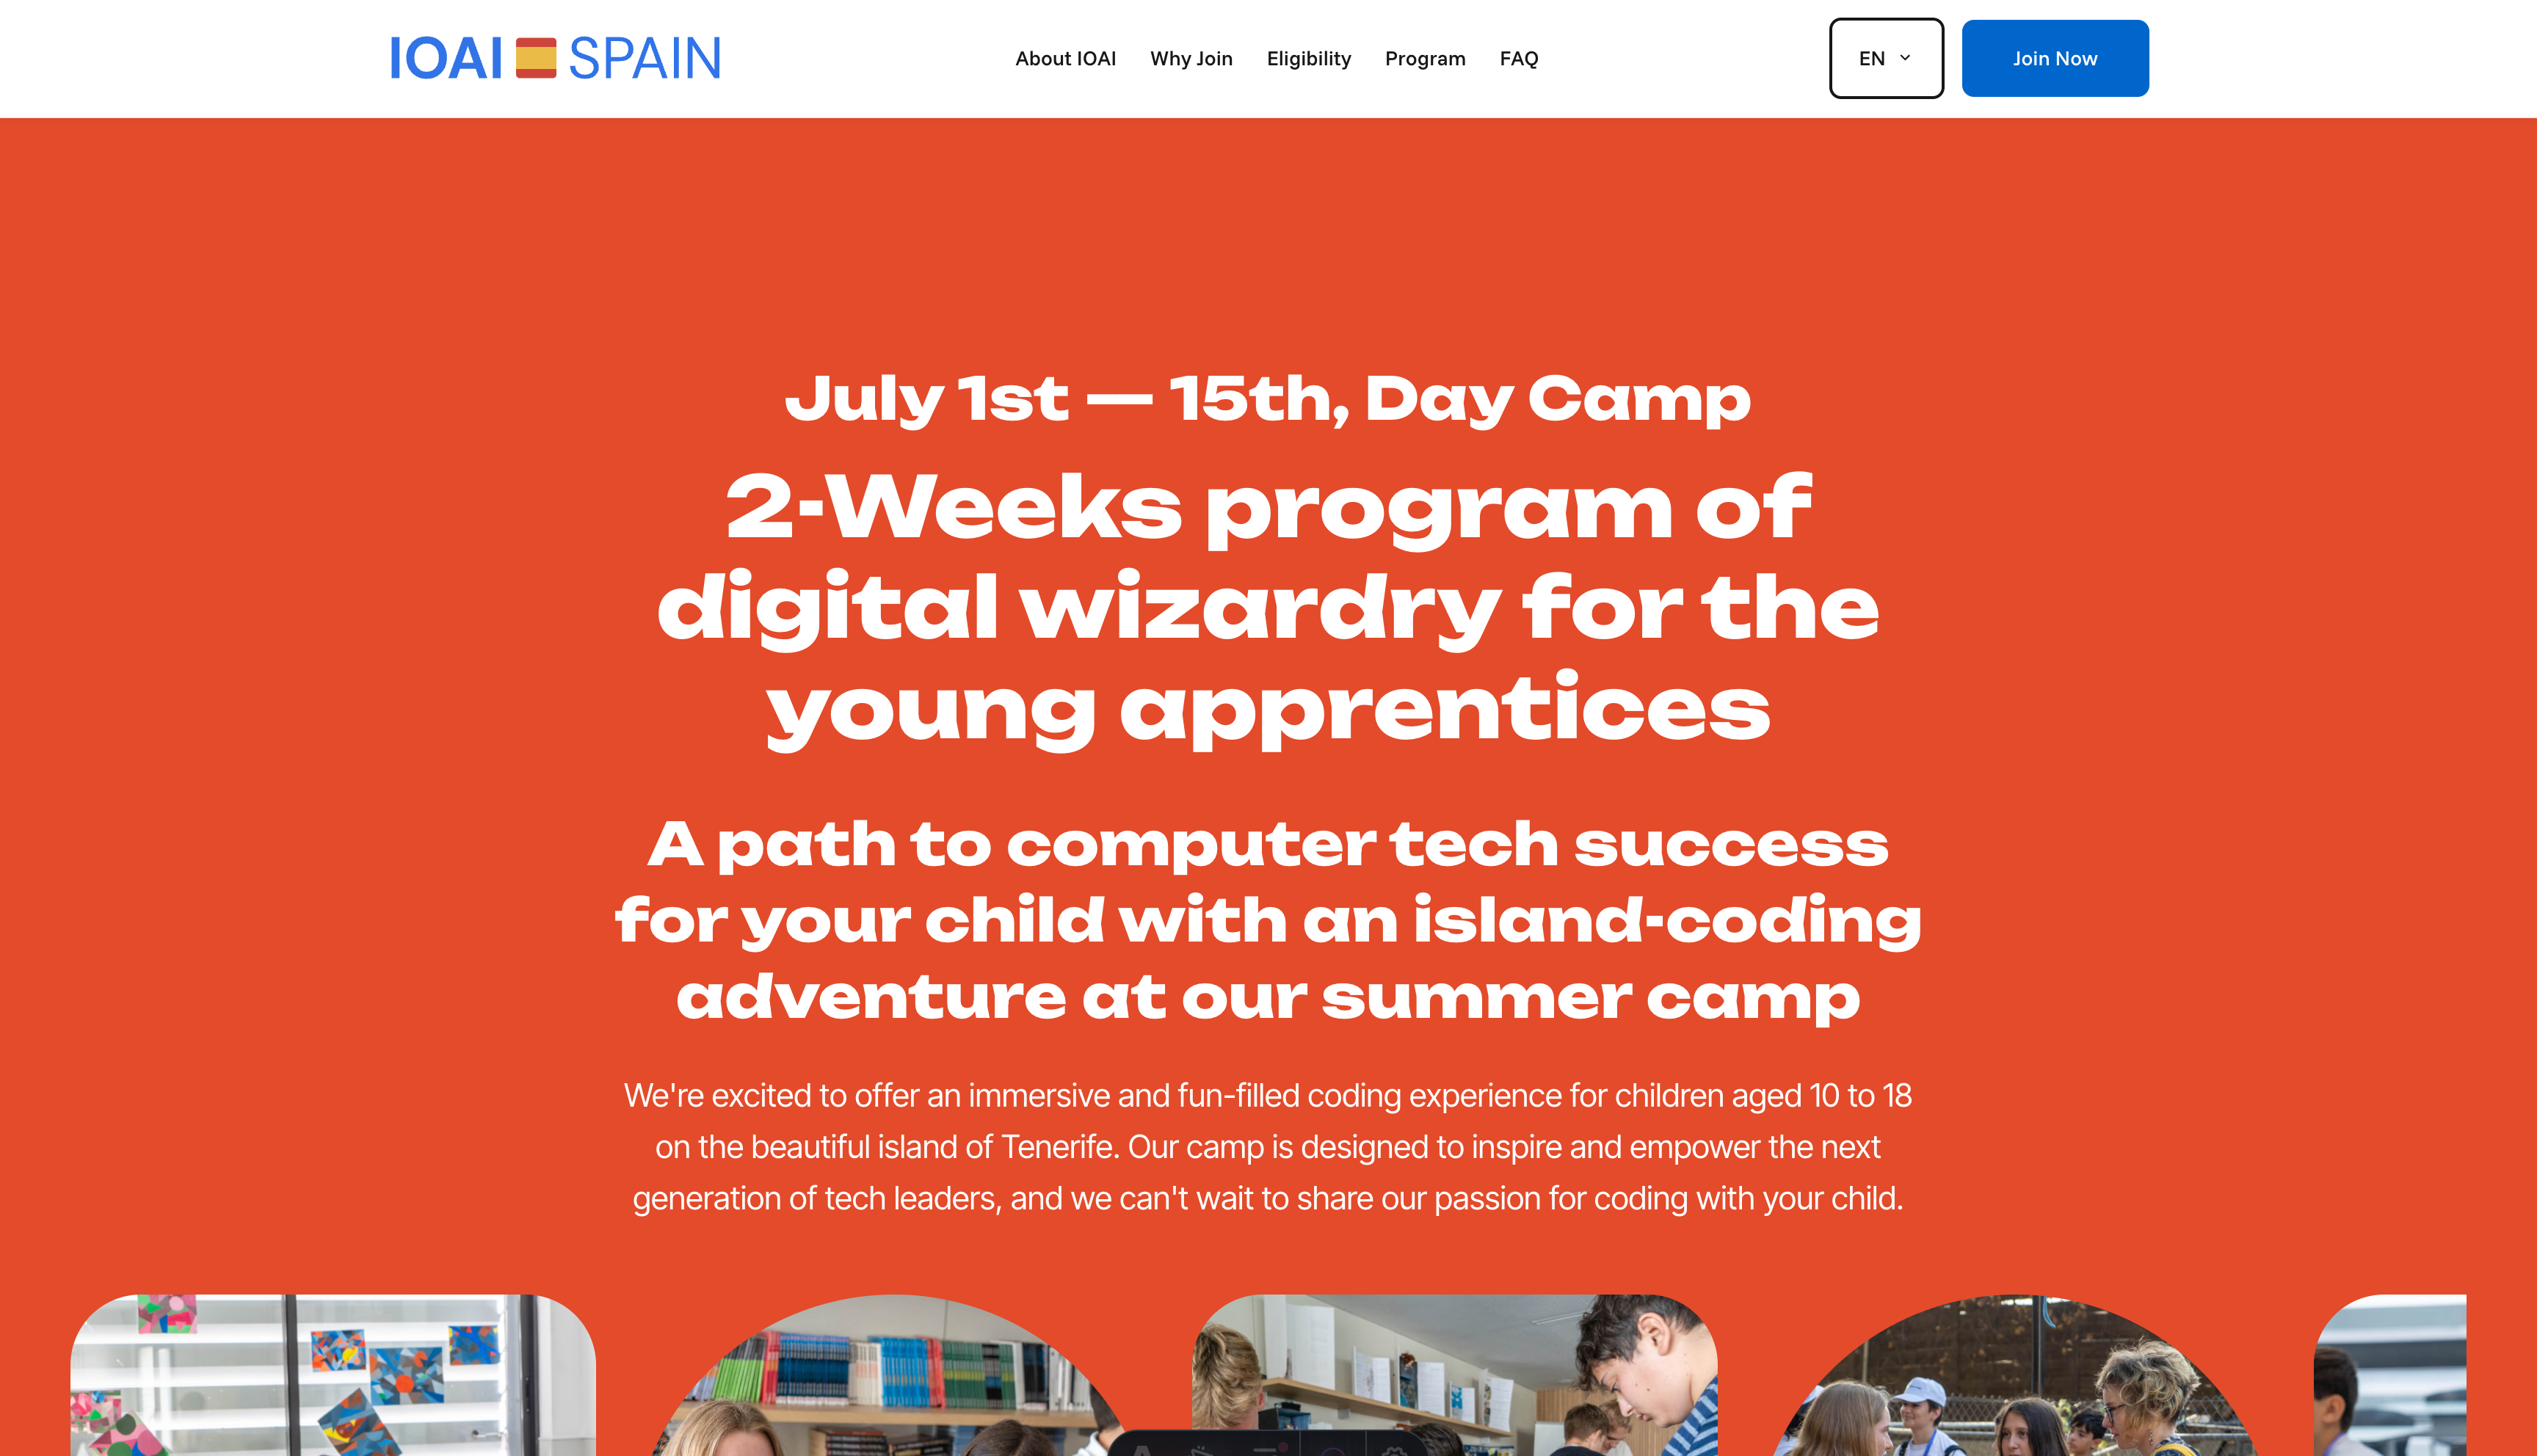 IOAI SPAIN
About IOAI Why Join Eligibility Program FAQ
EN
Join Now
July 1st — 15th, Day Camp
2-Weeks program of
digital wizardry for the
young apprentices
A path to computer tech success
for your child with an island-coding
adventure at our summer camp
We're excited to offer an immersive and fun-filled coding experience for children aged 10 to 18
on the beautiful island of Tenerife. Our camp is designed to inspire and empower the next
generation of tech leaders, and we can't wait to share our passion for coding with your child.